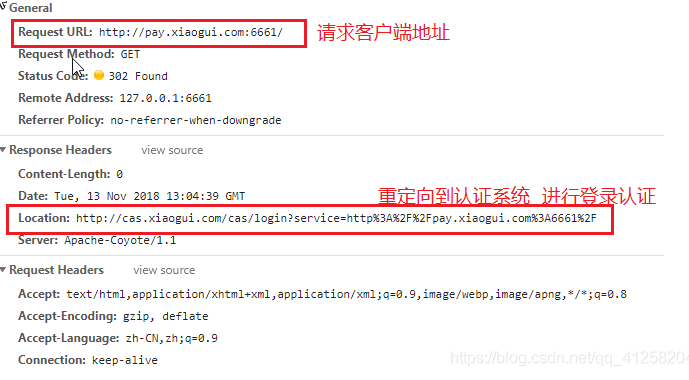 General
Request URL: http://pay.xiaogui.com:6661/
请求客户端地址
Request Method: GET
Status Code: 302 Found
Remote Address: 127.0.0.1:6661
Referrer Policy: no-referrer-when-downgrade
Response Headers view source
Content-Length: 0
Date: Tue, 13 Nov 2018 13:04:39 GMT
重定向到认证系统 进行登录认证
Location: http://cas.xiaogui.com/cas/login?service=http%3A%2F%2Fpay.xiaogui.com%3A6661%2F
Server: Apache-Coyote/1.1
Request Headers view source
Accept: text/html,application/xhtml+xml,application/xml;q=0.9,image/webp,image/apng,*/*;q=0.8
Accept-Encoding: gzip, deflate
Accept-Language: zh-CN,zh;q=0.9
Connection: keep-alive
https://blog.csdn.net/qq_41258204